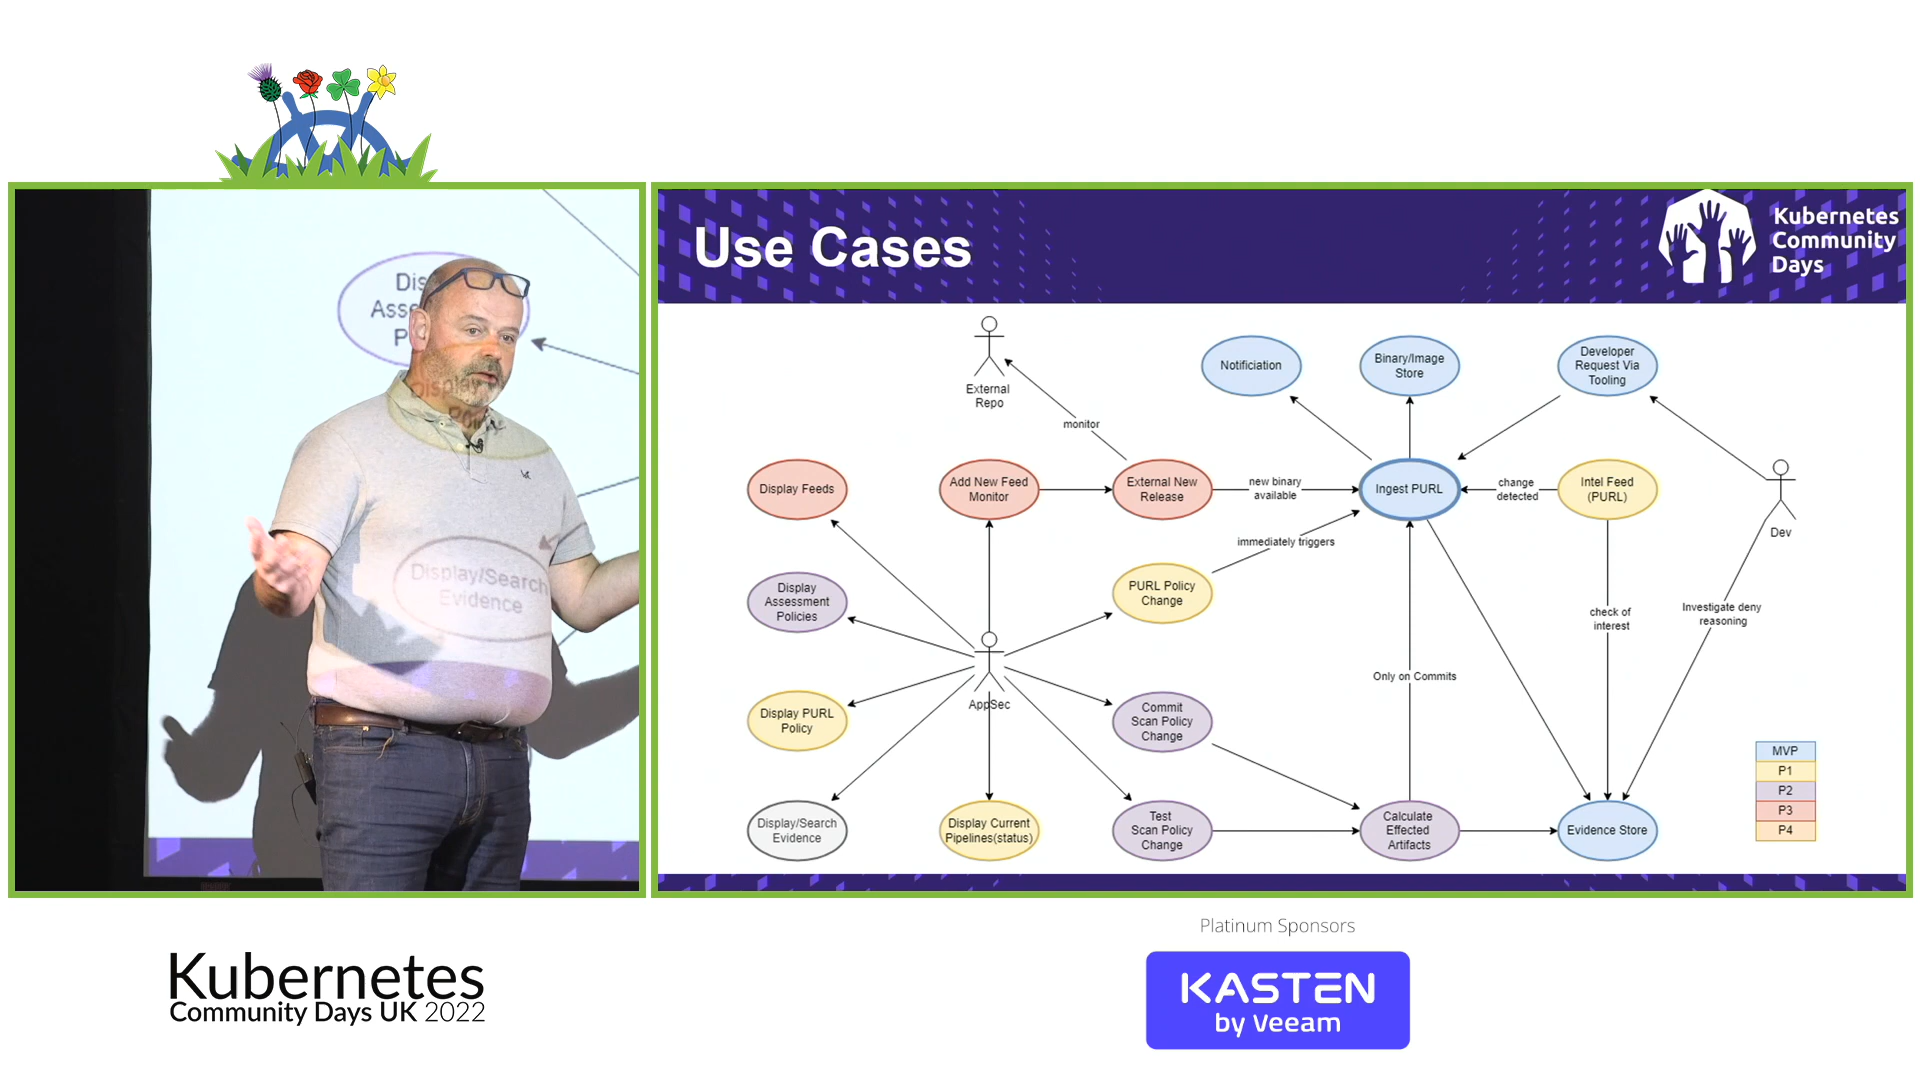 Use Cases
Kubernetes
Community
Days
External
Repo
monitor
Notificiation
Binary/Image
Store
Developer
Request Via
Tooling
Display Feeds
Add New Feed
Monitor
External New
Release
new binary
available
Ingest PURL
change
detected
Intel Feed
(PURL)
Dev
immediately triggers
Display
Assessment
Policies
PURL Policy
Change
check of
interest
Investigate deny
reasoning
Only on Commits
AppSec
Display PURL
Policy
Commit
Scan Policy
Change
Display/Search
Evidence
Display Current
Pipelines(status)
Test
Scan Policy
Change
Calculate
Effected
Artifacts
Evidence Store
MVP
P1
P2
P3
P4
Display/Search
Evidence
Kubernetes
Community Days UK 2022
Platinum Sponsors
KASTEN
by Veeam